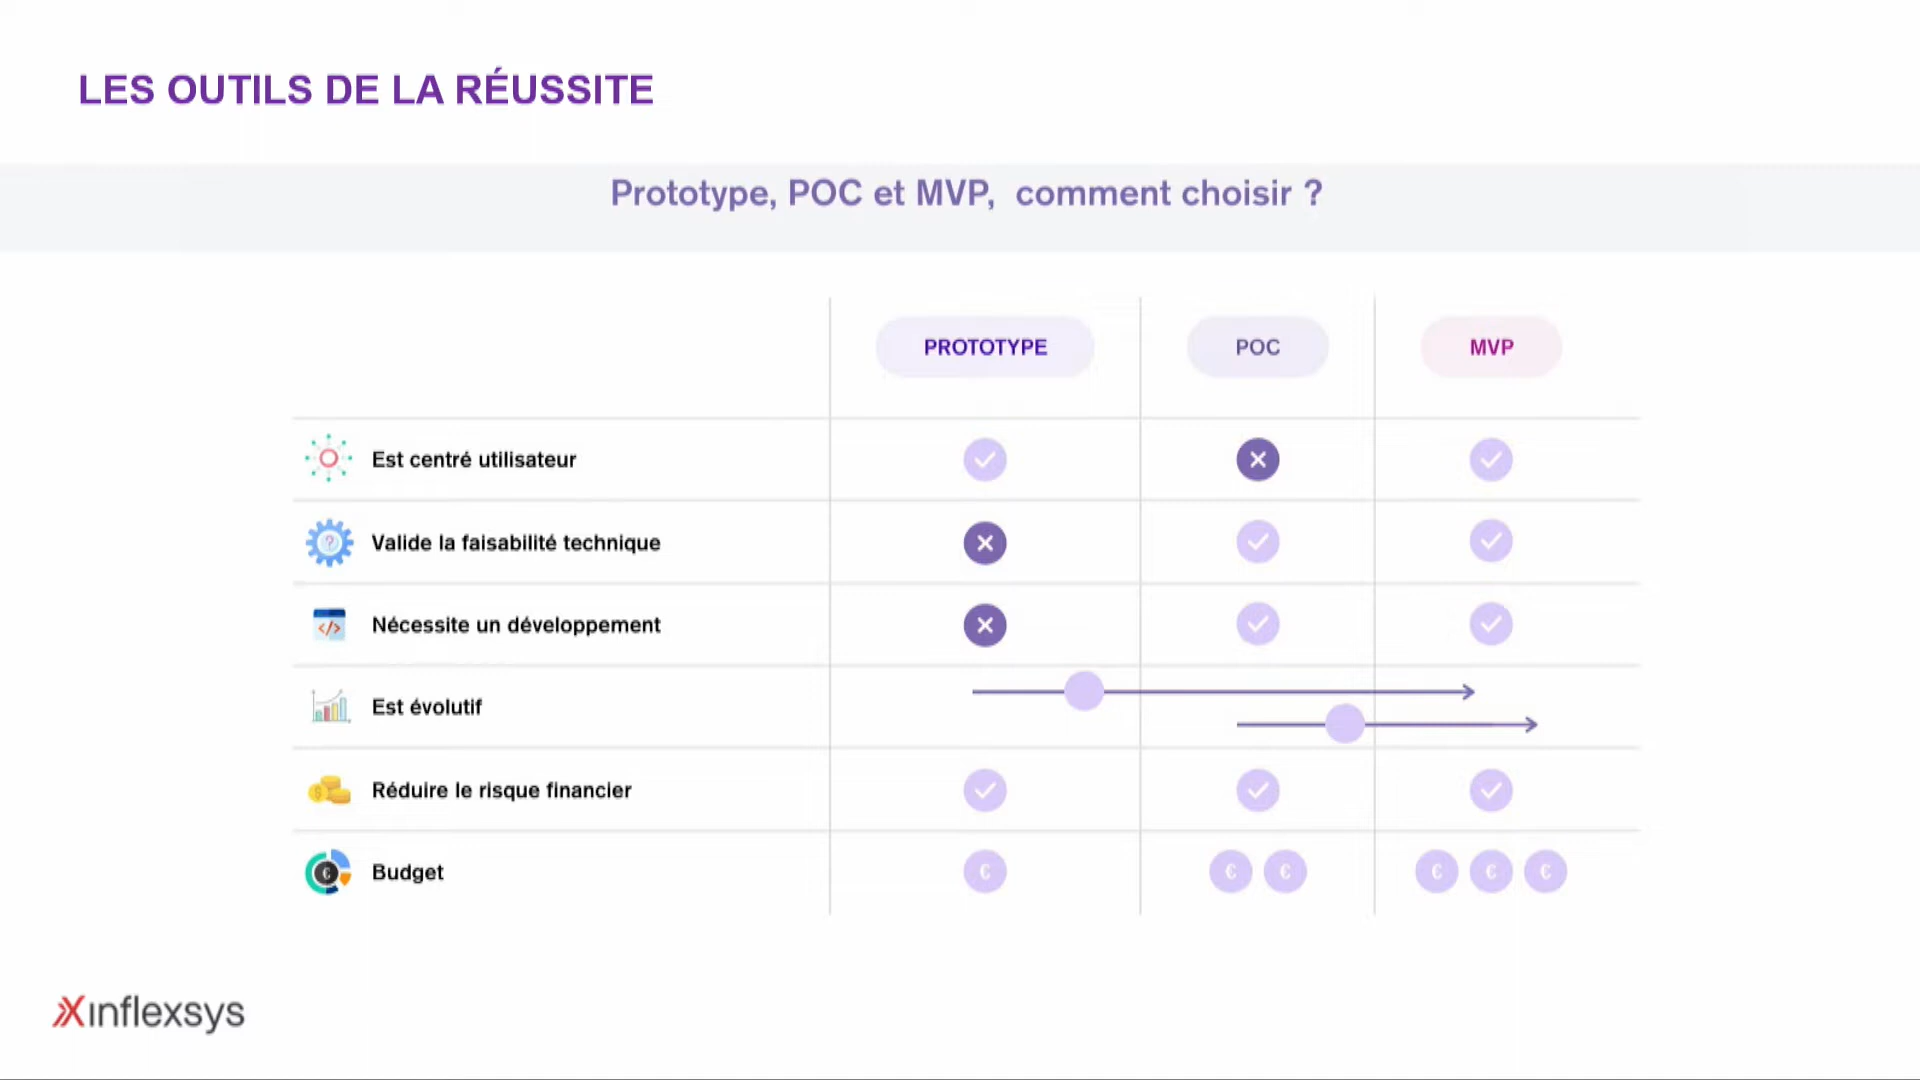 LES OUTILS DE LA RÉUSSITE
Prototype, POC et MVP, comment choisir ?
PROTOTYPE POC MVP
Est centré utilisateur
? Valide la faisabilité technique
</> Nécessite un développement
Est évolutif
$ Réduire le risque financier
€ Budget € € € € € €
inflexsys